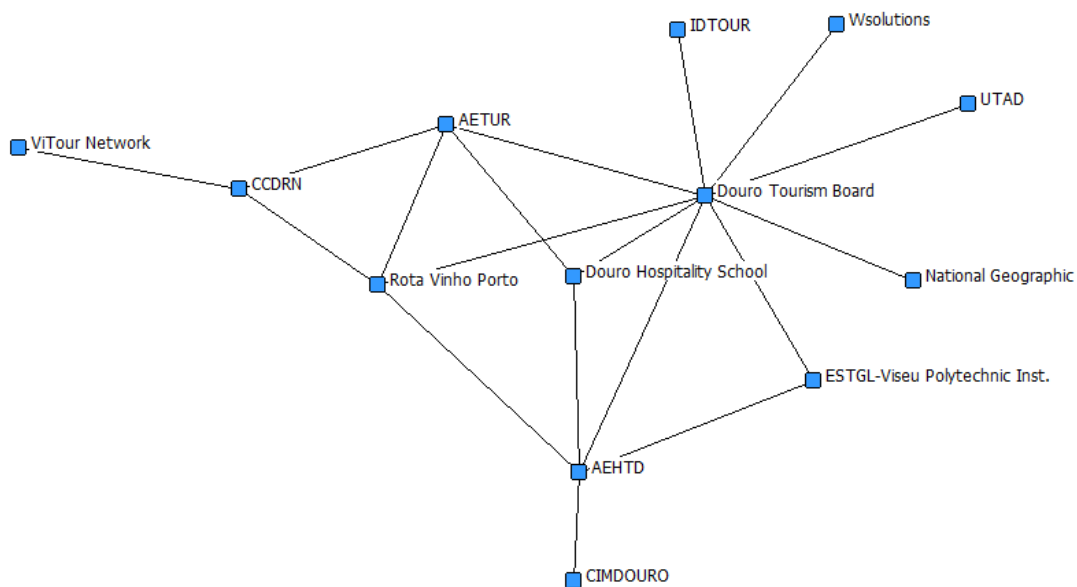 IDTOUR
Wsolutions
UTAD
AETUR
ViTour Network
CCDRN
Douro Tourism Board
Rota Vinho Porto
Douro Hospitality School
National Geographic
ESTGL-Viseu Polytechnic Inst.
AEHTD
CIMDOURO